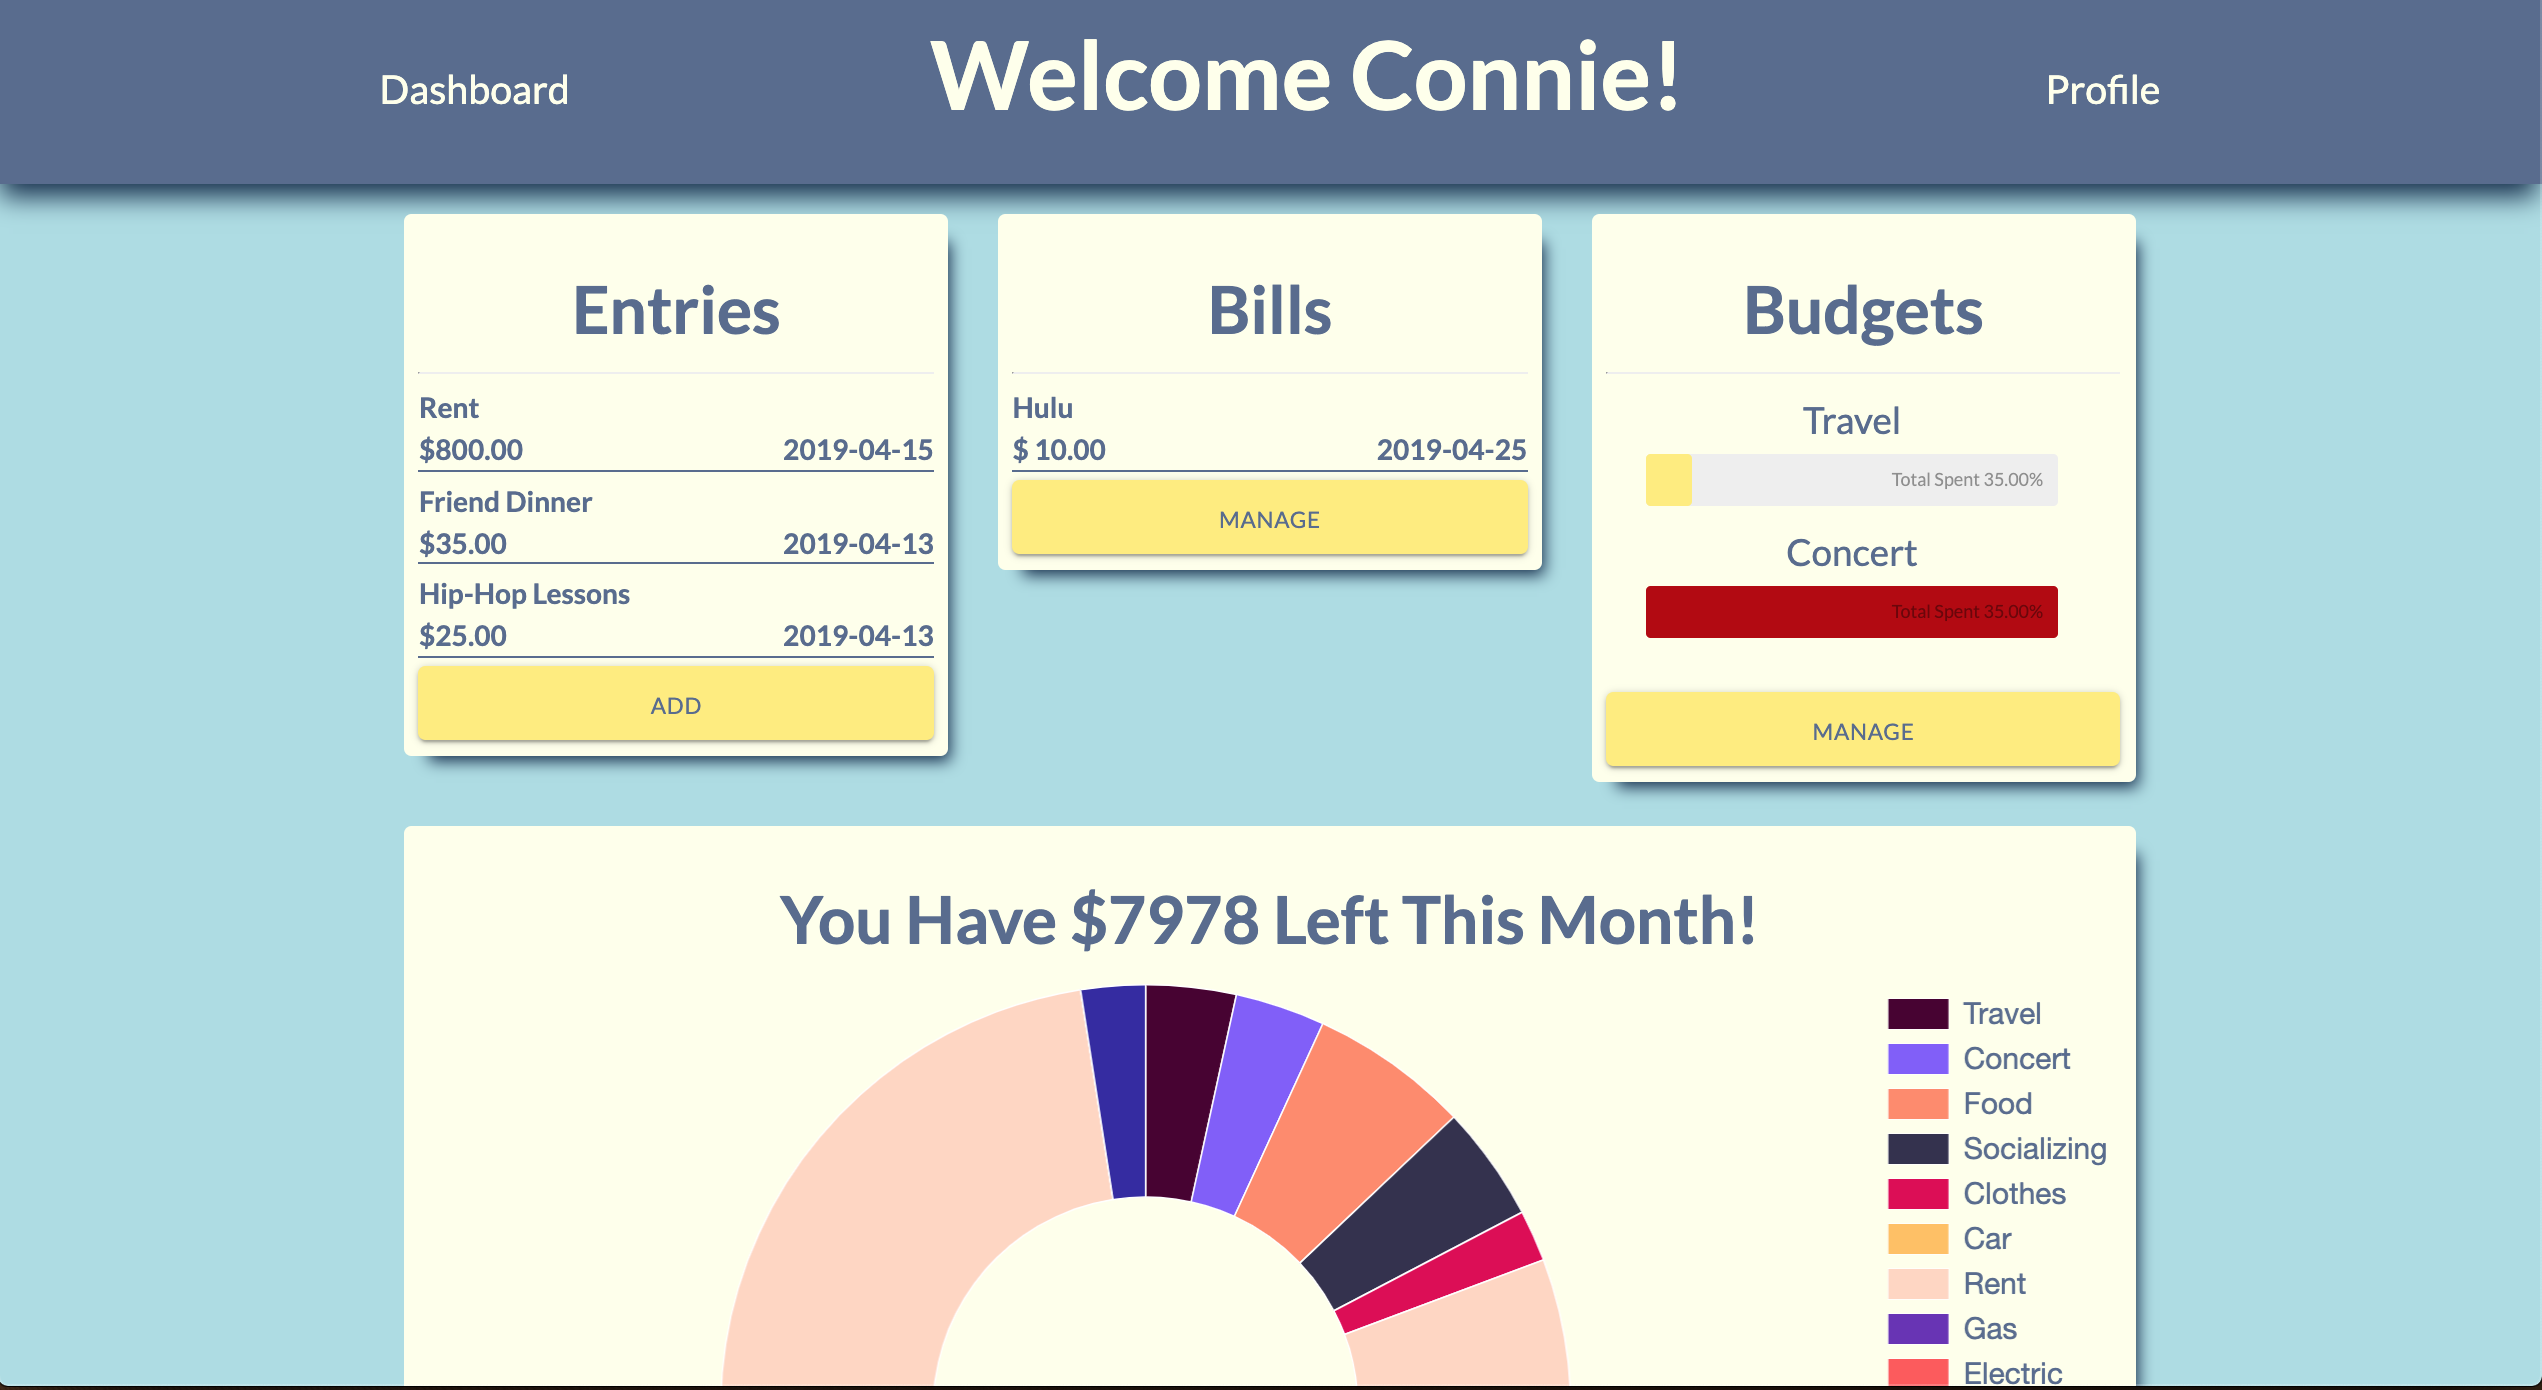 Dashboard
Welcome Connie!
Profile
Entries
Rent
$800.00 2019-04-15
Friend Dinner
$35.00 2019-04-13
Hip-Hop Lessons
$25.00 2019-04-13
ADD
Bills
Hulu
$ 10.00 2019-04-25
MANAGE
Budgets
Travel
Total Spent 35.00%
Concert
Total Spent 35.00%
MANAGE
You Have $7978 Left This Month!
Travel
Concert
Food
Socializing
Clothes
Car
Rent
Gas
Electric